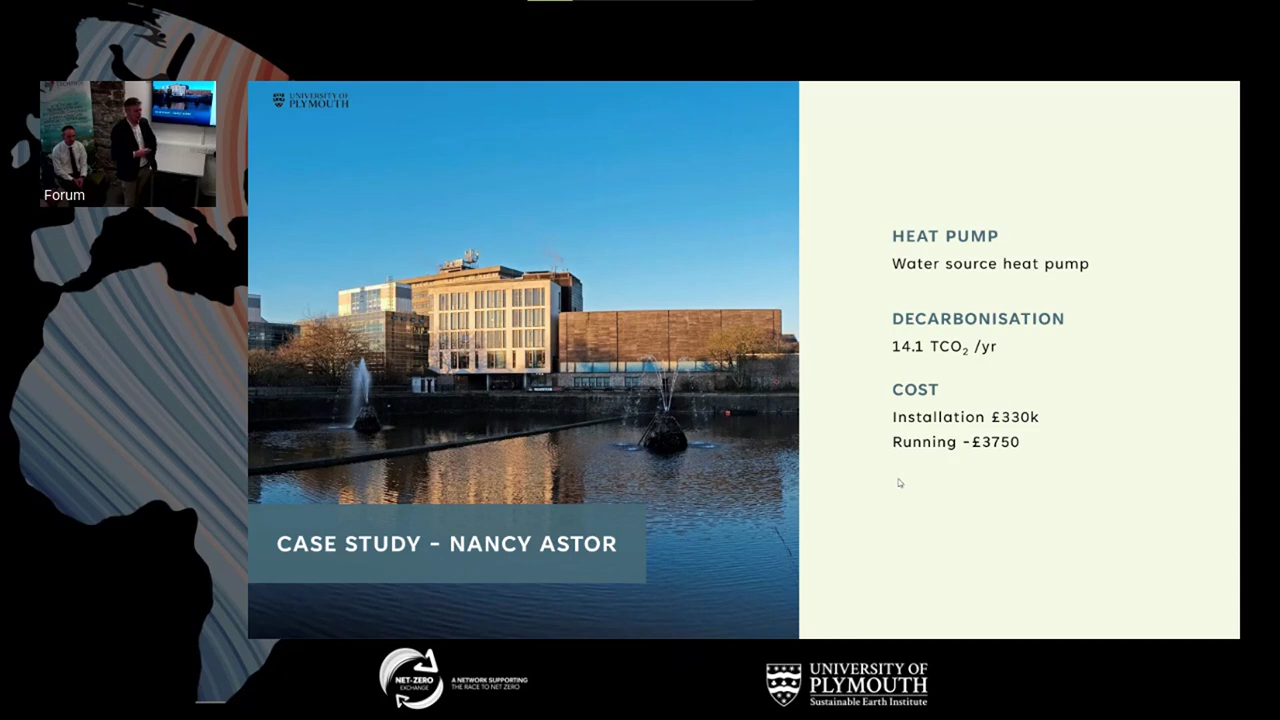 UNIVERSITY OF
PLYMOUTH
Forum
CASE STUDY - NANCY ASTOR
HEAT PUMP
Water source heat pump
DECARBONISATION
14.1 TCO₂ /yr
COST
Installation £330k
Running -£3750
NET-ZERO
EXCHANGE
A NETWORK SUPPORTING
THE RACE TO NET ZERO
UNIVERSITY OF
PLYMOUTH
Sustainable Earth Institute